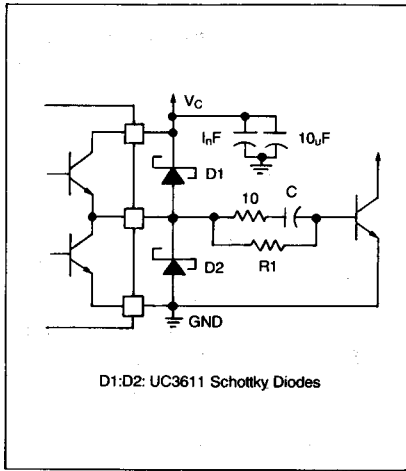 VC
InF
10uF
D1
10
C
R1
D2
GND
D1:D2: UC3611 Schottky Diodes